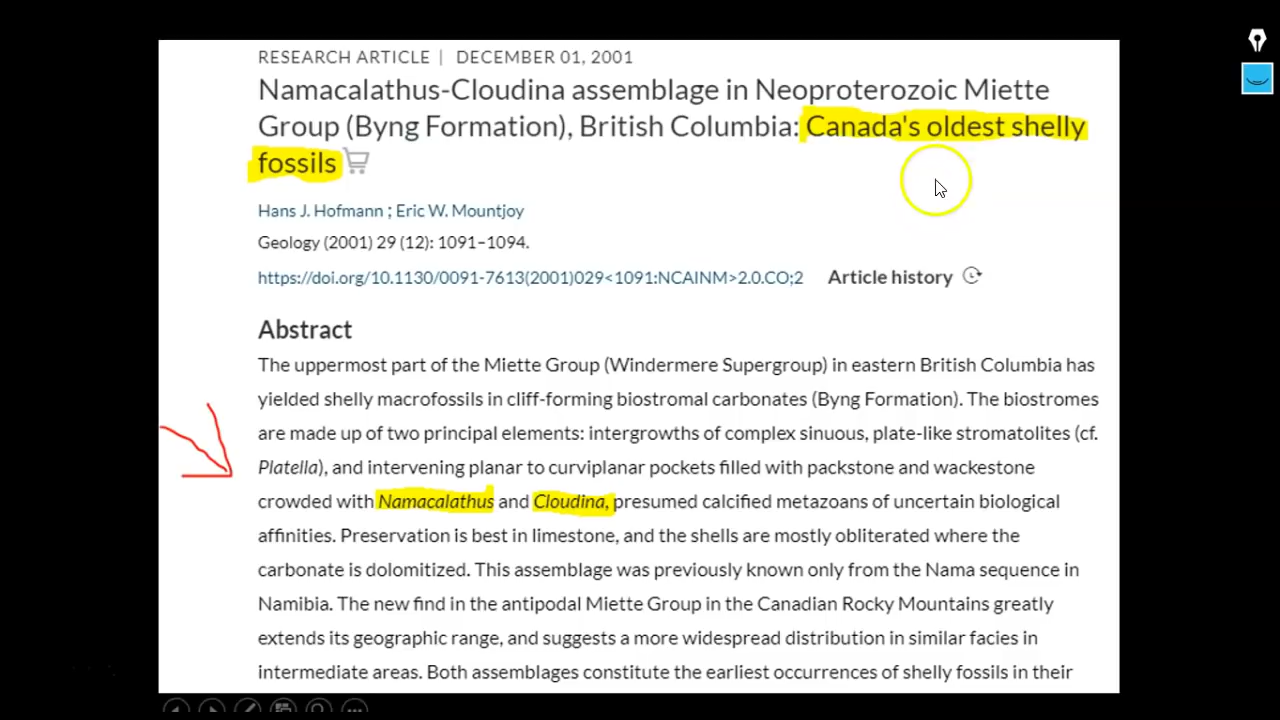 RESEARCH ARTICLE | DECEMBER 01, 2001
Namacalathus-Cloudina assemblage in Neoproterozoic Miette
Group (Byng Formation), British Columbia: Canada's oldest shelly
fossils
Hans J. Hofmann ; Eric W. Mountjoy
Geology (2001) 29 (12): 1091–1094.
https://doi.org/10.1130/0091-7613(2001)029<1091:NCAINM>2.0.CO;2 Article history
Abstract
The uppermost part of the Miette Group (Windermere Supergroup) in eastern British Columbia has
yielded shelly macrofossils in cliff-forming biostromal carbonates (Byng Formation). The biostromes
are made up of two principal elements: intergrowths of complex sinuous, plate-like stromatolites (cf.
Platella), and intervening planar to curviplanar pockets filled with packstone and wackestone
crowded with Namacalathus and Cloudina, presumed calcified metazoans of uncertain biological
affinities. Preservation is best in limestone, and the shells are mostly obliterated where the
carbonate is dolomitized. This assemblage was previously known only from the Nama sequence in
Namibia. The new find in the antipodal Miette Group in the Canadian Rocky Mountains greatly
extends its geographic range, and suggests a more widespread distribution in similar facies in
intermediate areas. Both assemblages constitute the earliest occurrences of shelly fossils in their